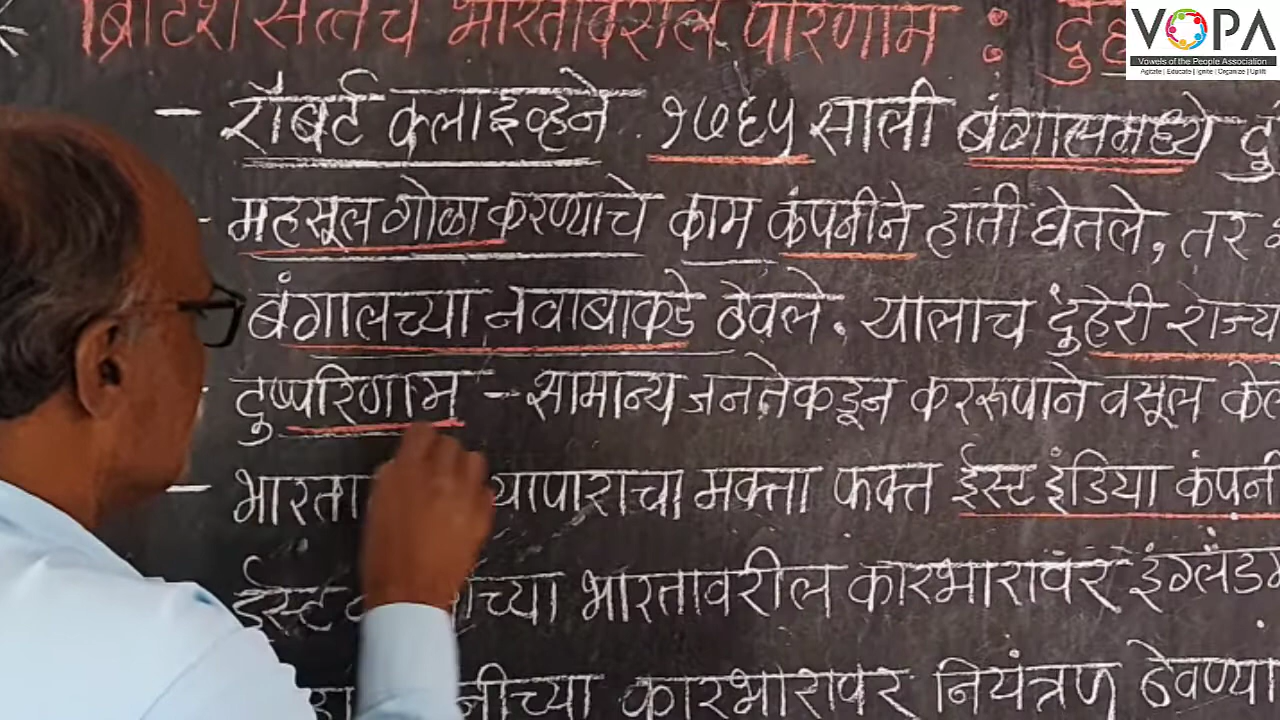 ब्रिटिश सत्तेचे भारतावरील परिणाम :
VOPA
Vowels of the People Association
Agitate | Educate | Ignite | Organize | Uplift
- रॉबर्ट क्लाइव्हने १७६५ साली बंगालमध्ये
- महसूल गोळा करण्याचे काम कंपनीने हाती घेतले, तर
बंगालच्या नवाबाकडे ठेवले. यालाच दुहेरी राज्य
- दुष्परिणाम - सामान्य जनतेकडून कररूपाने वसूल
- व्यापाराचा मक्ता फक्त ईस्ट इंडिया कंपनी
ईस्ट भारतावरील कारभारावर
कारभारावर नियंत्रण ठेवण्या